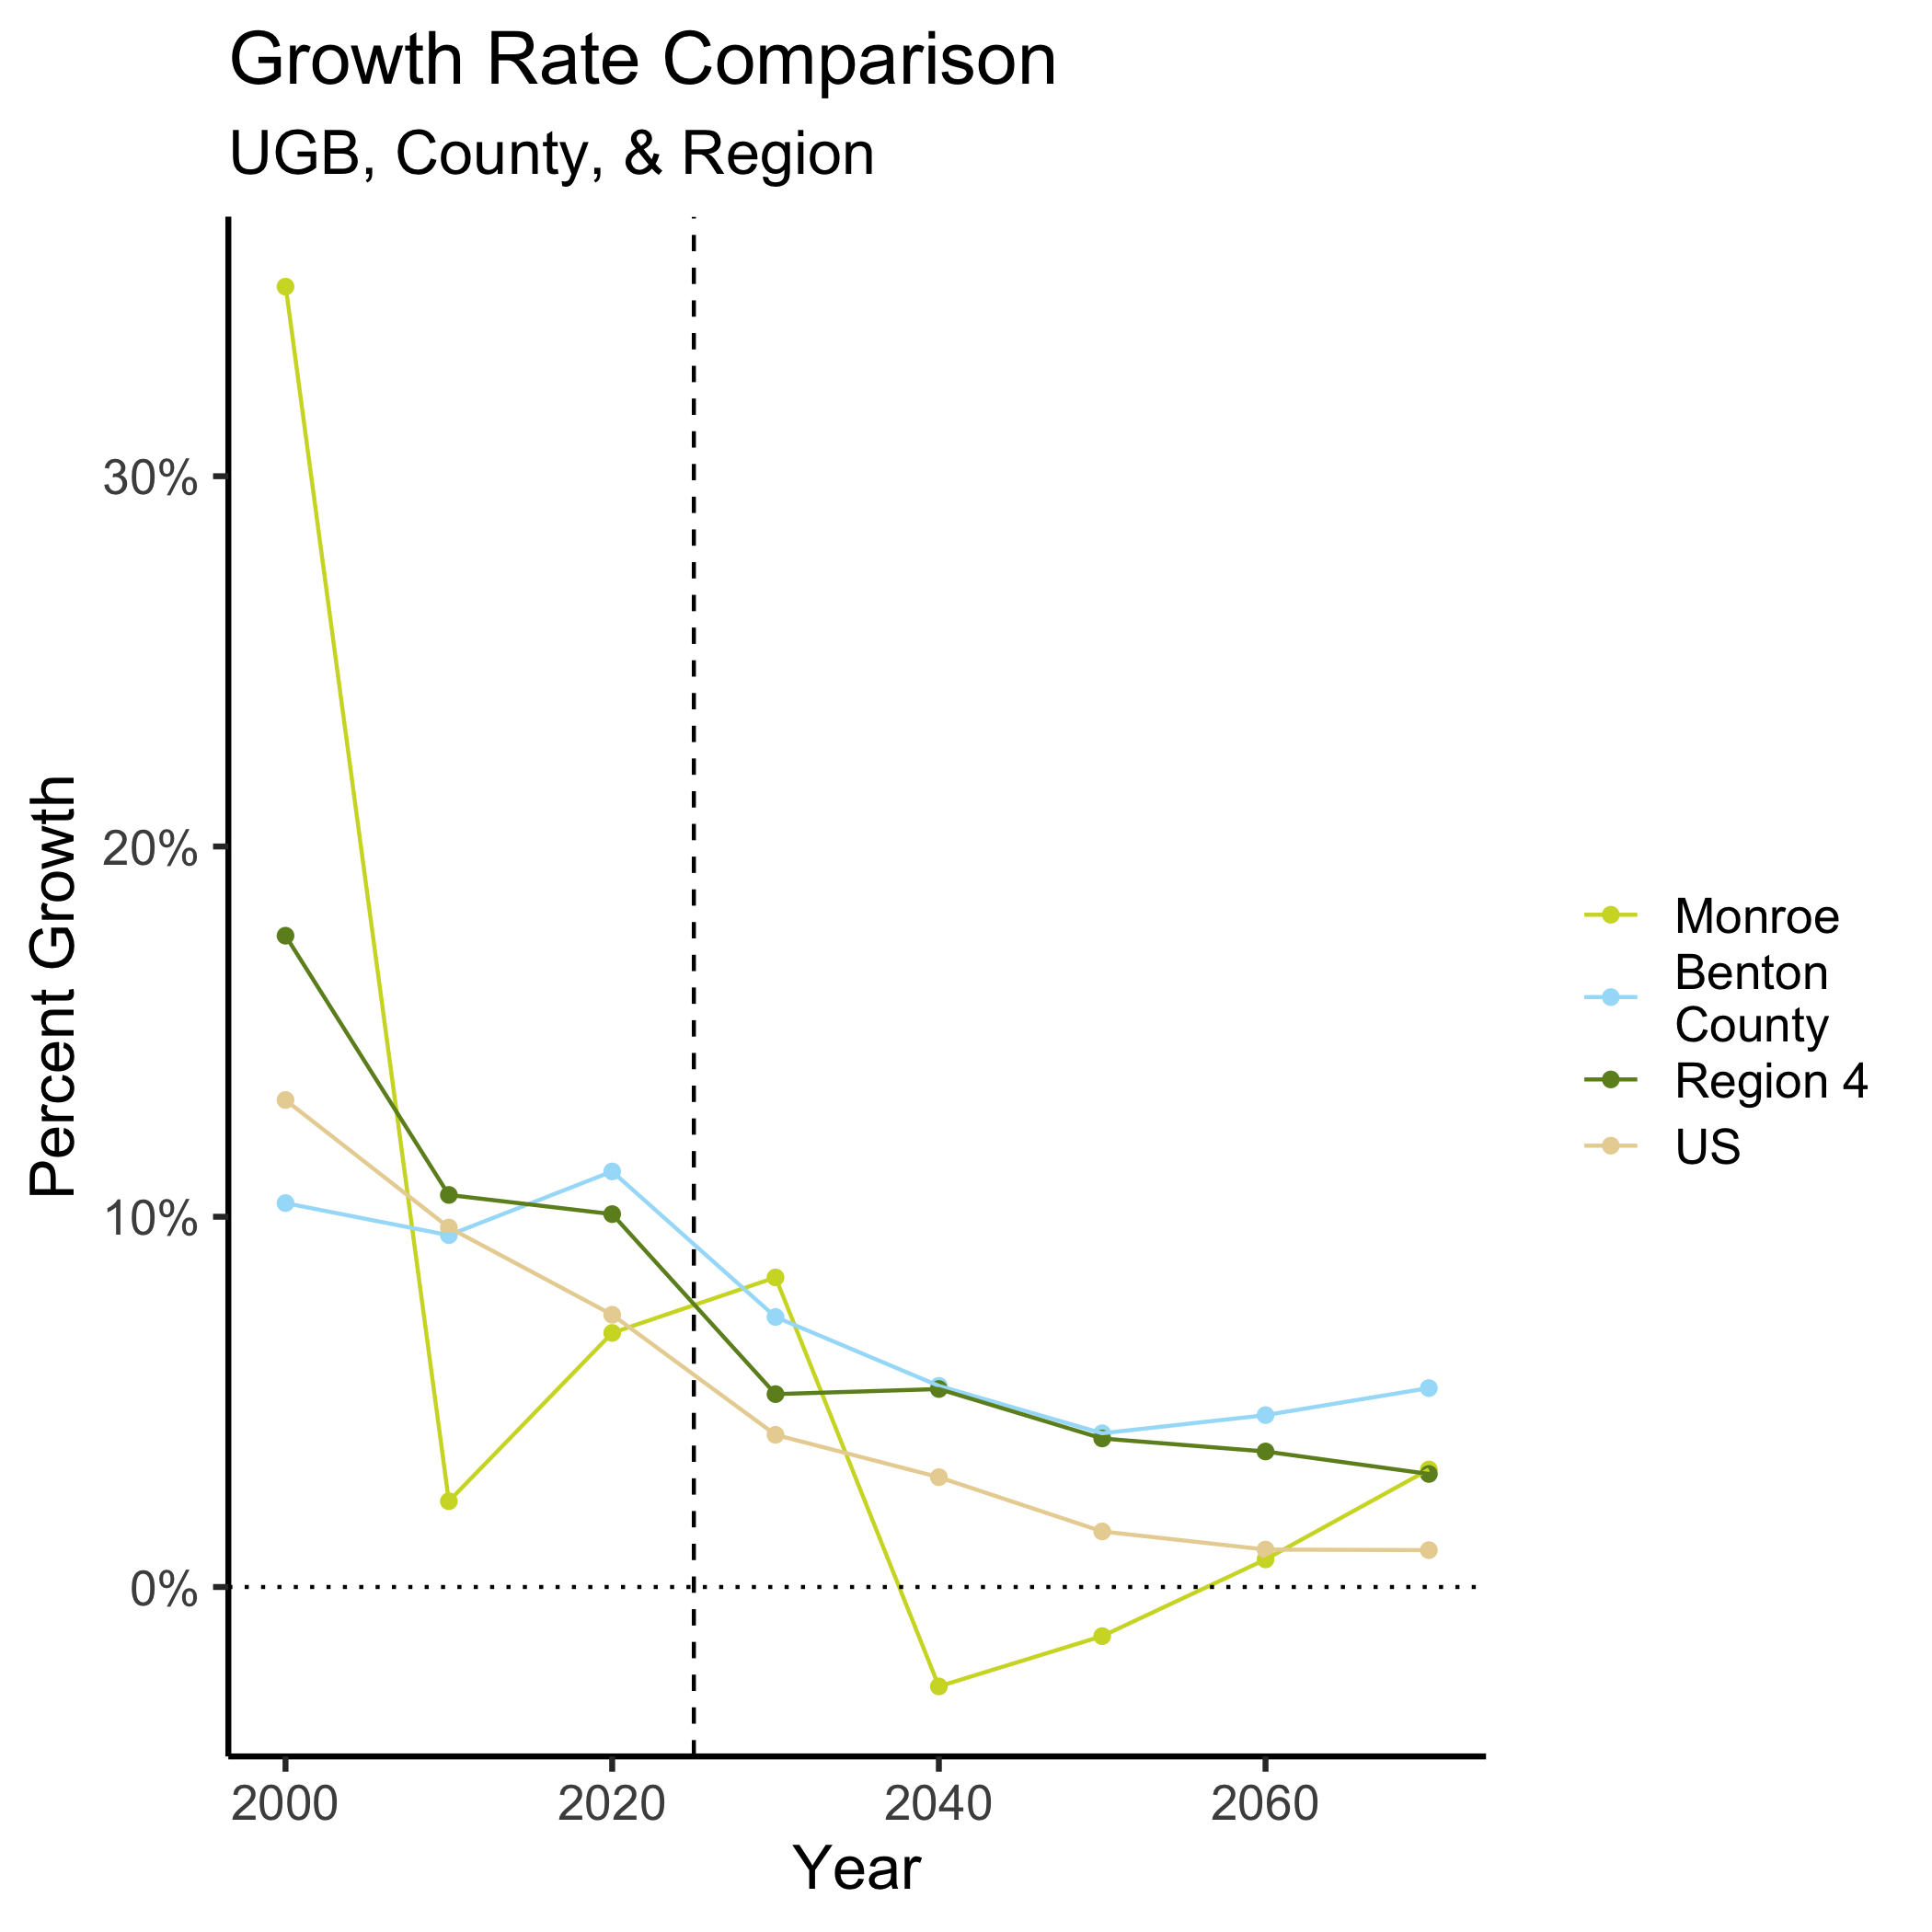 Growth Rate Comparison
UGB, County, & Region
Percent Growth
30%
20%
10%
0%
2000
2020
2040
2060
Year
Monroe
Benton
County
Region 4
US